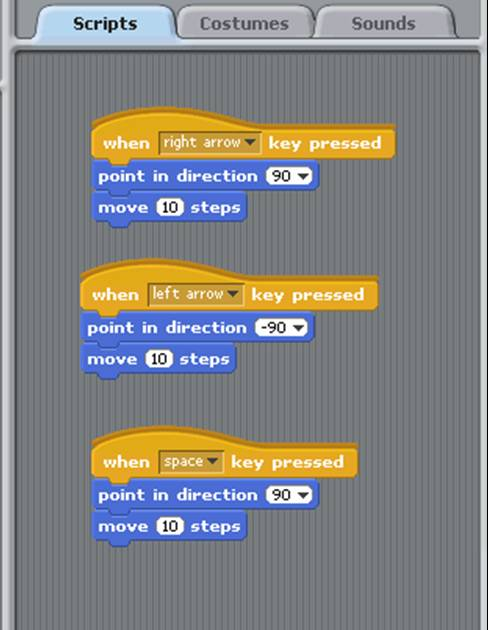 Scripts Costumes Sounds
when right arrow key pressed
point in direction 90
move 10 steps
when left arrow key pressed
point in direction -90
move 10 steps
when space key pressed
point in direction 90
move 10 steps